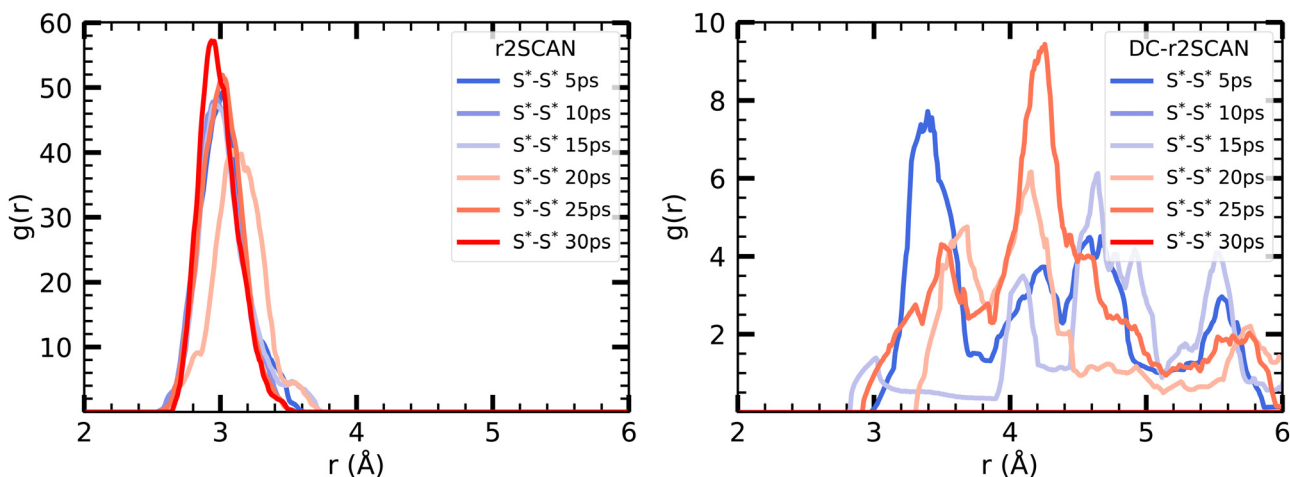 r2SCAN
S*-S* 5ps
S*-S* 10ps
S*-S* 15ps
S*-S* 20ps
S*-S* 25ps
S*-S* 30ps
60
50
40
30
20
10
g(r)
2
3
4
5
6
r (Å)
DC-r2SCAN
S*-S* 5ps
S*-S* 10ps
S*-S* 15ps
S*-S* 20ps
S*-S* 25ps
S*-S* 30ps
10
8
6
4
2
g(r)
2
3
4
5
6
r (Å)